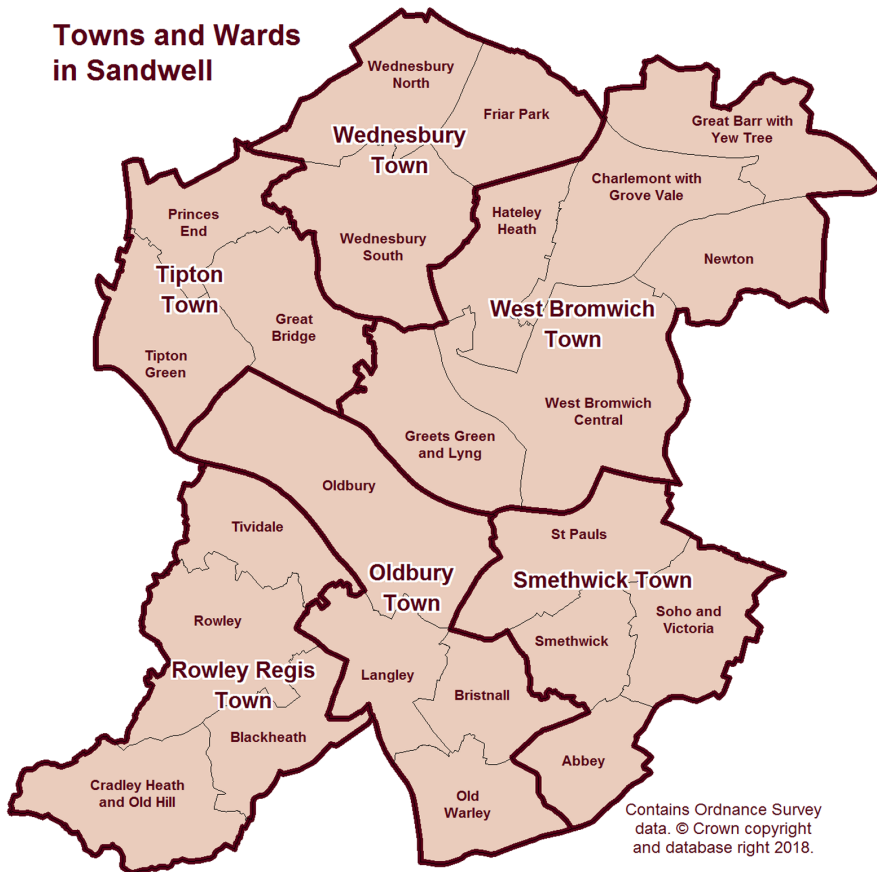 Towns and Wards
in Sandwell
Wednesbury
North
Friar Park
Great Barr with
Yew Tree
Wednesbury
Town
Charlemont with
Grove Vale
Princes
End
Hateley
Heath
Wednesbury
South
Newton
Tipton
Town
West Bromwich
Town
Great
Bridge
Tipton
Green
West Bromwich
Central
Greets Green
and Lyng
Oldbury
Tividale
St Pauls
Oldbury
Town
Smethwick Town
Soho and
Victoria
Rowley
Smethwick
Rowley Regis
Town
Langley
Bristnall
Blackheath
Abbey
Cradley Heath
and Old Hill
Old
Warley
Contains Ordnance Survey
data. © Crown copyright
and database right 2018.